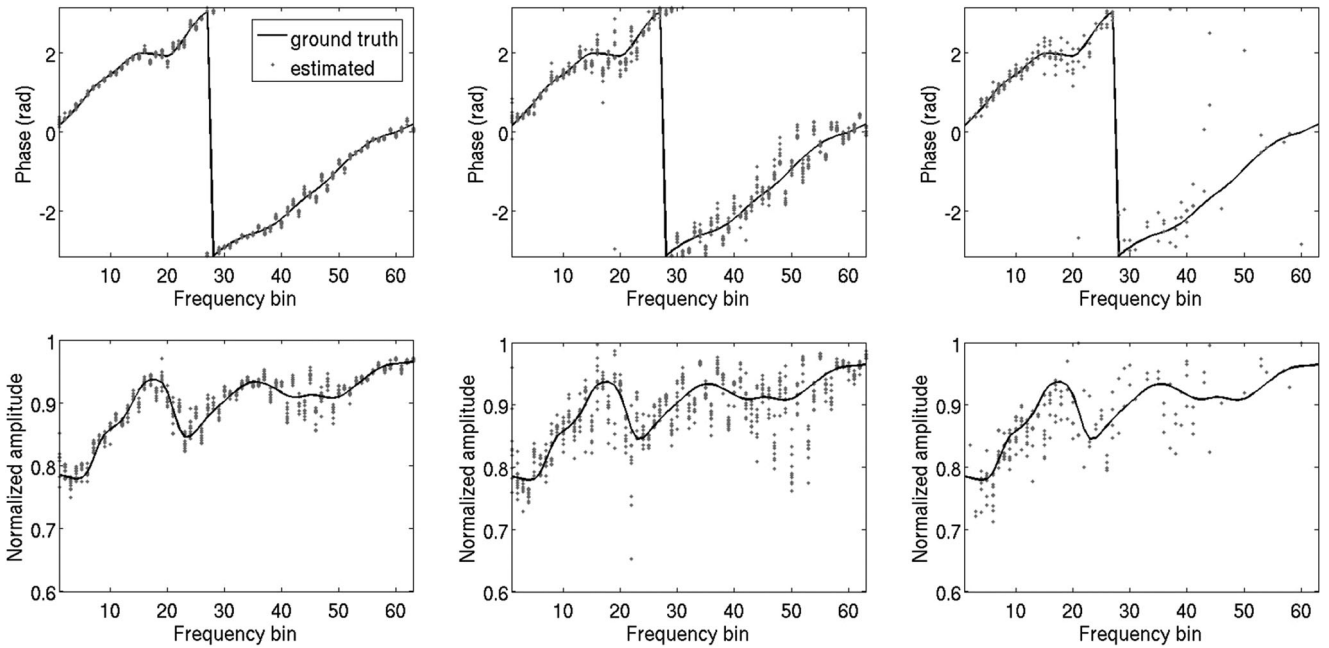 Phase (rad)
2
0
-2
10 20 30 40 50 60
Frequency bin
ground truth
estimated
Phase (rad)
2
0
-2
10 20 30 40 50 60
Frequency bin
Phase (rad)
2
0
-2
10 20 30 40 50 60
Frequency bin
Normalized amplitude
1
0.9
0.8
0.7
0.6
10 20 30 40 50 60
Frequency bin
Normalized amplitude
1
0.9
0.8
0.7
0.6
10 20 30 40 50 60
Frequency bin
Normalized amplitude
1
0.9
0.8
0.7
0.6
10 20 30 40 50 60
Frequency bin